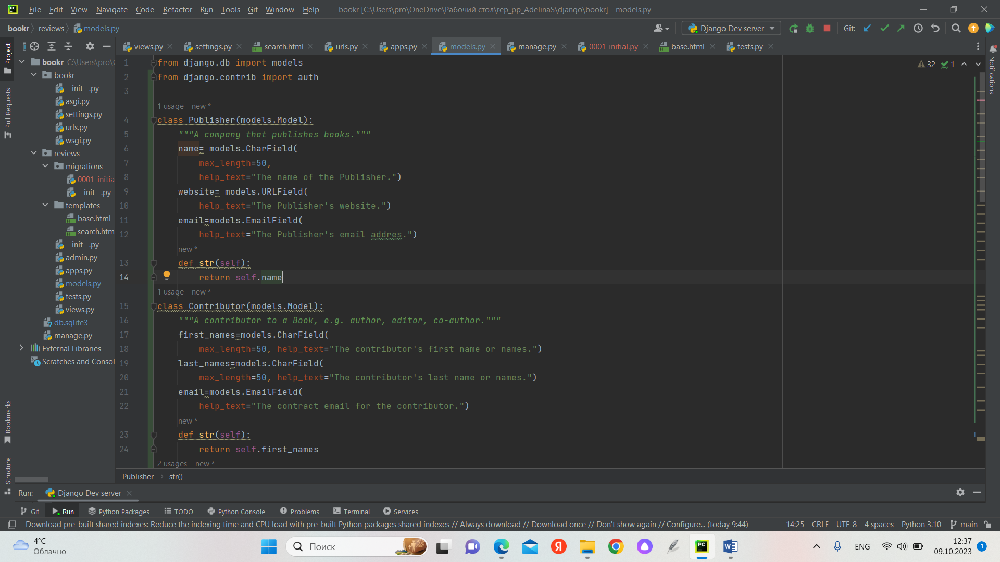 File Edit View Navigate Code Refactor Run Tools Git Window Help bookr [C:\Users\pro\OneDrive\Рабочий стол\rep_pp_AdelinaS\django\bookr] - models.py
bookr reviews models.py Django Dev server Git:
views.py settings.py search.html urls.py apps.py models.py manage.py 0001_initial.py base.html tests.py
Project
Pull Requests
Bookmarks
Structure
Notifications
bookr C:\Users\pro\
bookr
__init__.py
asgi.py
settings.py
urls.py
wsgi.py
reviews
migrations
0001_initia
__init__.py
templates
base.html
search.htm
__init__.py
admin.py
apps.py
models.py
tests.py
views.py
db.sqlite3
manage.py
External Libraries
Scratches and Consol
32 1
1 from django.db import models
2 from django.contrib import auth
3
1 usage new *
4 class Publisher(models.Model):
5 """A company that publishes books."""
6 name= models.CharField(
7 max_length=50,
8 help_text="The name of the Publisher.")
9 website= models.URLField(
10 help_text="The Publisher's website.")
11 email=models.EmailField(
12 help_text="The Publisher's email addres.")
new *
13 def str(self):
14 return self.name
1 usage new *
15 class Contributor(models.Model):
16 """A contributor to a Book, e.g. author, editor, co-author."""
17 first_names=models.CharField(
18 max_length=50, help_text="The contributor's first name or names.")
19 last_names=models.CharField(
20 max_length=50, help_text="The contributor's last name or names.")
21 email=models.EmailField(
22 help_text="The contract email for the contributor.")
new *
23 def str(self):
24 return self.first_names
2 usages new *
Publisher str()
Run: Django Dev server
Git Run Python Packages TODO Python Console Problems Terminal Services
Download pre-built shared indexes: Reduce the indexing time and CPU load with pre-built Python packages shared indexes // Always download // Download once // Don't show again // Configure... (today 9:44) 14:25 CRLF UTF-8 4 spaces Python 3.10 main
4°C
Облачно
Поиск
ENG
12:37
09.10.2023
1